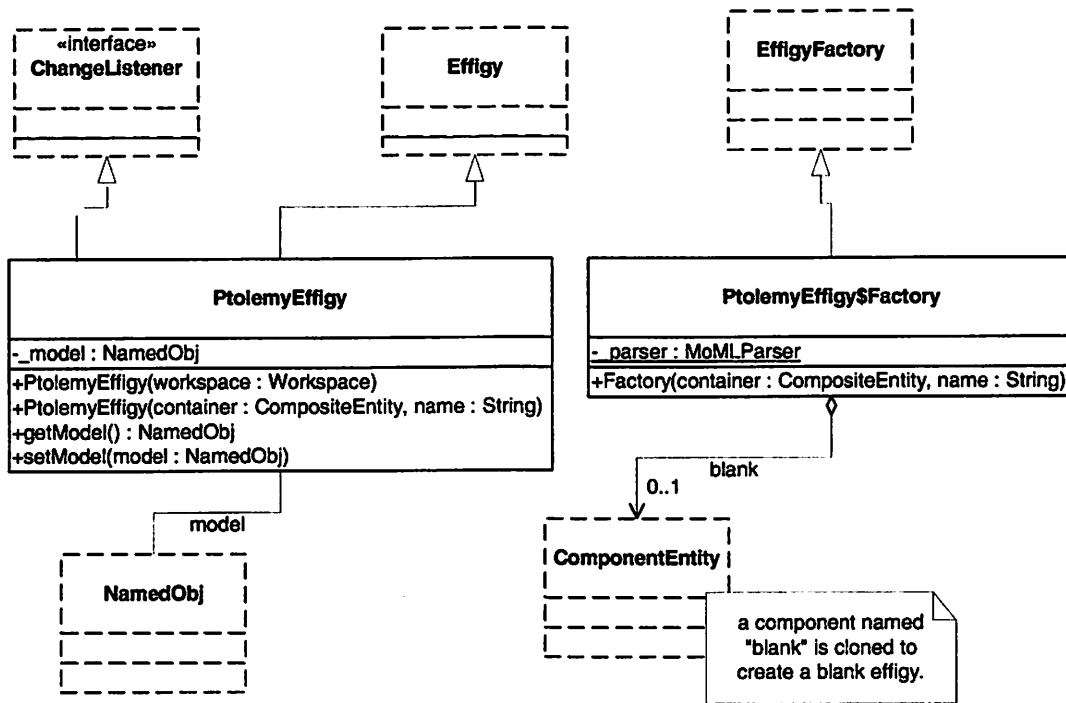 «interface»
ChangeListener
Effigy
EffigyFactory
PtolemyEffigy
-_model : NamedObj
+PtolemyEffigy(workspace : Workspace)
+PtolemyEffigy(container : CompositeEntity, name : String)
+getModel() : NamedObj
+setModel(model : NamedObj)
PtolemyEffigy$Factory
-_parser : MoMLParser
+Factory(container : CompositeEntity, name : String)
model
NamedObj
blank
0..1
ComponentEntity
a component named
"blank" is cloned to
create a blank effigy.